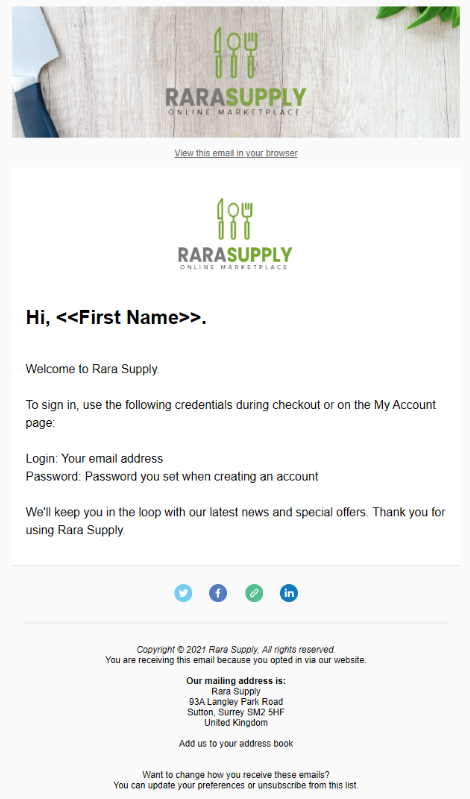 RARASUPPLY
ONLINE MARKETPLACE
View this email in your browser
RARASUPPLY
ONLINE MARKETPLACE
Hi, <<First Name>>.
Welcome to Rara Supply.
To sign in, use the following credentials during checkout or on the My Account
page:
Login: Your email address
Password: Password you set when creating an account
We'll keep you in the loop with our latest news and special offers. Thank you for
using Rara Supply.
Copyright © 2021 Rara Supply, All rights reserved.
You are receiving this email because you opted in via our website.
Our mailing address is:
Rara Supply
93A Langley Park Road
Sutton, Surrey SM2 5HF
United Kingdom
Add us to your address book
Want to change how you receive these emails?
You can update your preferences or unsubscribe from this list.